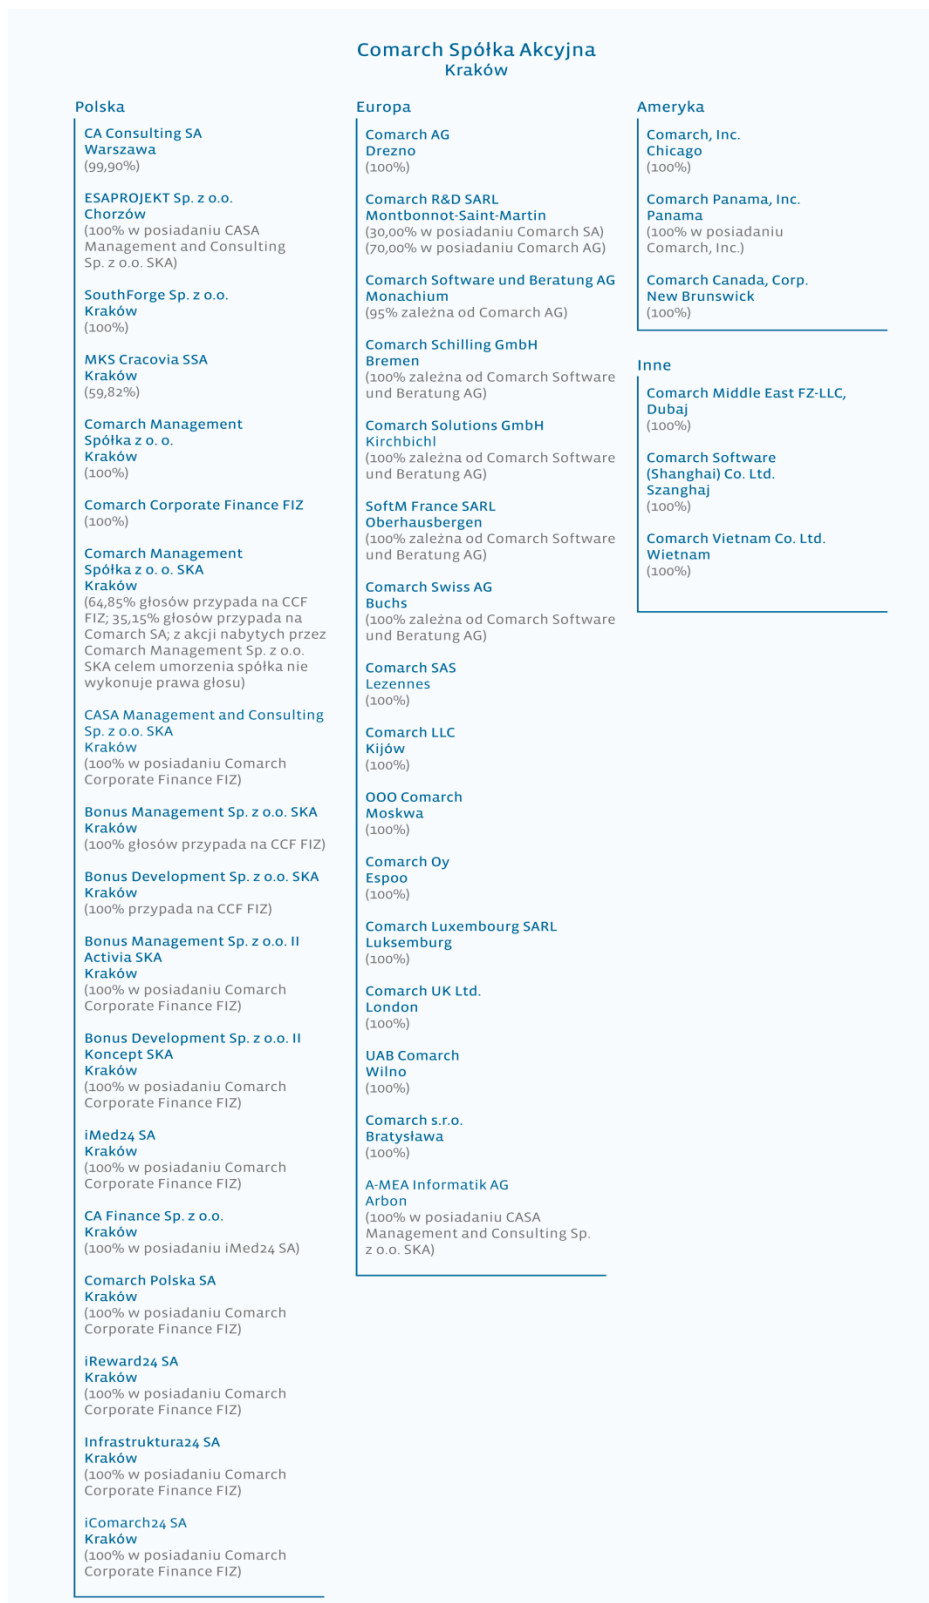 Comarch Spółka Akcyjna
Kraków
Polska
CA Consulting SA
Warszawa
(99,90%)
ESAPROJEKT Sp. z o.o.
Chorzów
(100% w posiadaniu CASA
Management and Consulting
Sp. z o.o. SKA)
SouthForge Sp. z o.o.
Kraków
(100%)
MKS Cracovia SSA
Kraków
(59,82%)
Comarch Management
Spółka z o. o.
Kraków
(100%)
Comarch Corporate Finance FIZ
(100%)
Comarch Management
Spółka z o. o. SKA
Kraków
(64,85% głosów przypada na CCF
FIZ; 35,15% głosów przypada na
Comarch SA; z akcji nabytych przez
Comarch Management Sp. z o.o.
SKA celem umorzenia spółka nie
wykonuje prawa głosu)
CASA Management and Consulting
Sp. z o.o. SKA
Kraków
(100% w posiadaniu Comarch
Corporate Finance FIZ)
Bonus Management Sp. z o.o. SKA
Kraków
(100% głosów przypada na CCF FIZ)
Bonus Development Sp. z o.o. SKA
Kraków
(100% przypada na CCF FIZ)
Bonus Management Sp. z o.o. II
Activia SKA
Kraków
(100% w posiadaniu Comarch
Corporate Finance FIZ)
Bonus Development Sp. z o.o. II
Koncept SKA
Kraków
(100% w posiadaniu Comarch
Corporate Finance FIZ)
iMed24 SA
Kraków
(100% w posiadaniu Comarch
Corporate Finance FIZ)
CA Finance Sp. z o.o.
Kraków
(100% w posiadaniu iMed24 SA)
Comarch Polska SA
Kraków
(100% w posiadaniu Comarch
Corporate Finance FIZ)
iReward24 SA
Kraków
(100% w posiadaniu Comarch
Corporate Finance FIZ)
Infrastruktura24 SA
Kraków
(100% w posiadaniu Comarch
Corporate Finance FIZ)
iComarch24 SA
Kraków
(100% w posiadaniu Comarch
Corporate Finance FIZ)
Europa
Comarch AG
Drezno
(100%)
Comarch R&D SARL
Montbonnot-Saint-Martin
(30,00% w posiadaniu Comarch SA)
(70,00% w posiadaniu Comarch AG)
Comarch Software und Beratung AG
Monachium
(95% zależna od Comarch AG)
Comarch Schilling GmbH
Bremen
(100% zależna od Comarch Software
und Beratung AG)
Comarch Solutions GmbH
Kirchbichl
(100% zależna od Comarch Software
und Beratung AG)
SoftM France SARL
Oberhausbergen
(100% zależna od Comarch Software
und Beratung AG)
Comarch Swiss AG
Buchs
(100% zależna od Comarch Software
und Beratung AG)
Comarch SAS
Lezennes
(100%)
Comarch LLC
Kijów
(100%)
OOO Comarch
Moskwa
(100%)
Comarch Oy
Espoo
(100%)
Comarch Luxembourg SARL
Luksemburg
(100%)
Comarch UK Ltd.
London
(100%)
UAB Comarch
Wilno
(100%)
Comarch s.r.o.
Bratysława
(100%)
A-MEA Informatik AG
Arbon
(100% w posiadaniu CASA
Management and Consulting Sp.
z o.o. SKA)
Ameryka
Comarch, Inc.
Chicago
(100%)
Comarch Panama, Inc.
Panama
(100% w posiadaniu
Comarch, Inc.)
Comarch Canada, Corp.
New Brunswick
(100%)
Inne
Comarch Middle East FZ-LLC,
Dubaj
(100%)
Comarch Software
(Shanghai) Co. Ltd.
Szanghaj
(100%)
Comarch Vietnam Co. Ltd.
Wietnam
(100%)